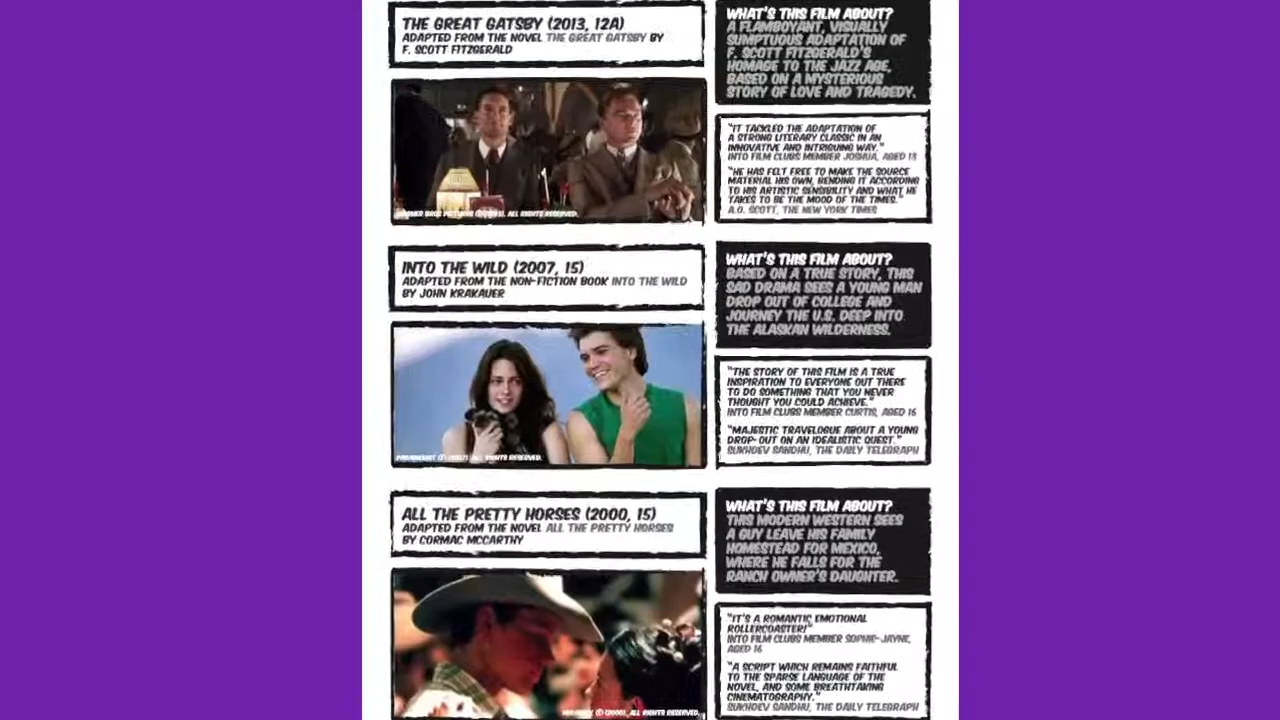 THE GREAT GATSBY (2013, 12A)
ADAPTED FROM THE NOVEL THE GREAT GATSBY BY
F. SCOTT FITZGERALD
WHAT'S THIS FILM ABOUT?
A FLAMBOYANT, VISUALLY
SUMPTUOUS ADAPTATION OF
F. SCOTT FITZGERALD'S
HOMAGE TO THE JAZZ AGE,
BASED ON A MYSTERIOUS
STORY OF LOVE AND TRAGEDY.
"IT TACKLED THE ADAPTATION OF
A STRONG LITERARY CLASSIC IN AN
INNOVATIVE AND INTRIGUING WAY."
INTO FILM CLUBS MEMBER JOSHUA, AGED
"HE HAS FELT FREE TO MAKE THE SOURCE
MATERIAL HIS OWN, BENDING IT ACCORDING
TO HIS ARTISTIC SENSIBILITY AND WHAT HE
TAKES TO BE THE MOOD OF THE TIMES."
A.O. SCOTT, THE NEW YORK TIMES
ALL RIGHTS RESERVED.
INTO THE WILD (2007, 15)
ADAPTED FROM THE NON-FICTION BOOK INTO THE WILD
BY JOHN KRAKAUER
WHAT'S THIS FILM ABOUT?
BASED ON A TRUE STORY, THIS
SAD DRAMA SEES A YOUNG MAN
DROP OUT OF COLLEGE AND
JOURNEY THE U.S. DEEP INTO
THE ALASKAN WILDERNESS.
"THE STORY OF THIS FILM IS A TRUE
INSPIRATION TO EVERYONE OUT THERE
TO DO SOMETHING THAT YOU NEVER
THOUGHT YOU COULD ACHIEVE."
INTO FILM CLUBS MEMBER CURTIS, AGED 16
"MAJESTIC TRAVELOGUE ABOUT A YOUNG
DROP-OUT ON AN IDEALISTIC QUEST."
SUKHDEV SANDHU, THE DAILY TELEGRAPH
PARAMOUNT © (2007). ALL RIGHTS RESERVED.
ALL THE PRETTY HORSES (2000, 15)
ADAPTED FROM THE NOVEL ALL THE PRETTY HORSES
BY CORMAC MCCARTHY
WHAT'S THIS FILM ABOUT?
THIS MODERN WESTERN SEES
A GUY LEAVE HIS FAMILY
HOMESTEAD FOR MEXICO,
WHERE HE FALLS FOR THE
RANCH OWNER'S DAUGHTER.
"IT'S A ROMANTIC EMOTIONAL
ROLLERCOASTER!"
INTO FILM CLUBS MEMBER SOPHIE-JAYNE,
AGED 16
"A SCRIPT WHICH REMAINS FAITHFUL
TO THE SPARSE LANGUAGE OF THE
NOVEL, AND SOME BREATHTAKING
CINEMATOGRAPHY."
SUKHDEV SANDHU, THE DAILY TELEGRAPH
© (2000). ALL RIGHTS RESERVED.